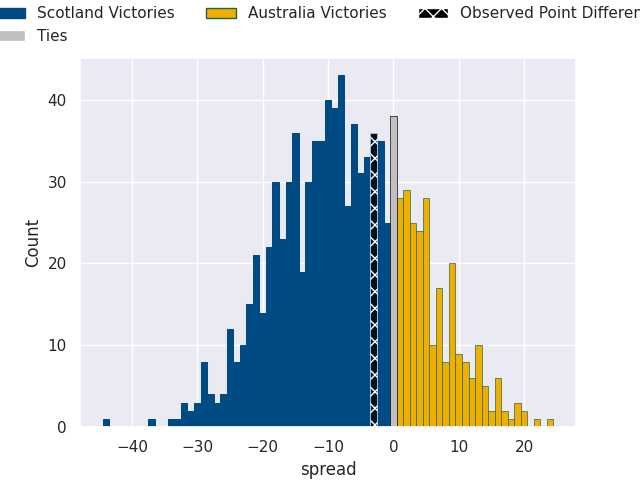 Scotland Victories Australia Victories Observed Point Differen
Ties
40
30
20
10
0
Count
−40 −30 −20 −10 0 10 20
spread